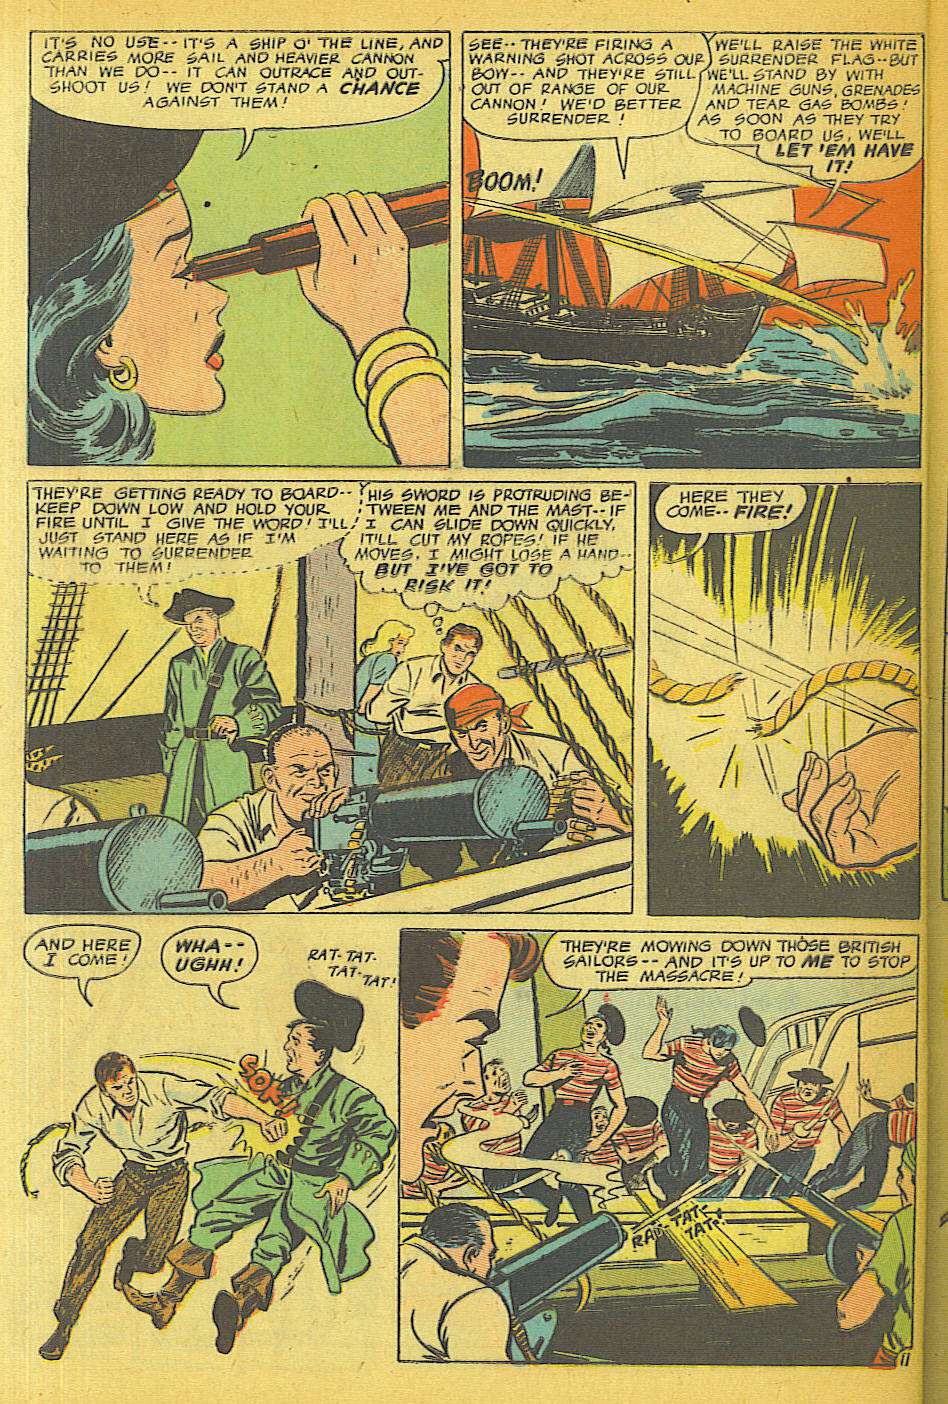 IT'S NO USE-- IT'S A SHIP O' THE LINE, AND
CARRIES MORE SAIL AND HEAVIER CANNON
THAN WE DO-- IT CAN OUTRACE AND OUT-
SHOOT US! WE DON'T STAND A CHANCE
AGAINST THEM!
SEE-- THEY'RE FIRING A
WARNING SHOT ACROSS OUR
BOW-- AND THEY'RE STILL
OUT OF RANGE OF OUR
CANNON! WE'D BETTER
SURRENDER!
WE'LL RAISE THE WHITE
SURRENDER FLAG--BUT
WE'LL STAND BY WITH
MACHINE GUNS, GRENADES
AND TEAR GAS BOMBS!
AS SOON AS THEY TRY
TO BOARD US, WE'LL
LET 'EM HAVE
IT!
BOOM!
THEY'RE GETTING READY TO BOARD--
KEEP DOWN LOW AND HOLD YOUR
FIRE UNTIL I GIVE THE WORD! I'LL
JUST STAND HERE AS IF I'M
WAITING TO SURRENDER
TO THEM!
HIS SWORD IS PROTRUDING BE-
TWEEN ME AND THE MAST-- IF
I CAN SLIDE DOWN QUICKLY,
IT'LL CUT MY ROPES! IF HE
MOVES, I MIGHT LOSE A HAND--
BUT I'VE GOT TO
RISK IT!
HERE THEY
COME-- FIRE!
AND HERE
I COME!
WHA--
UGHH!
RAT-TAT-
TAT-
TAT!
SOK!
THEY'RE MOWING DOWN THOSE BRITISH
SAILORS-- AND IT'S UP TO ME TO STOP
THE MASSACRE!
RAT-TAT-
TAT!
11